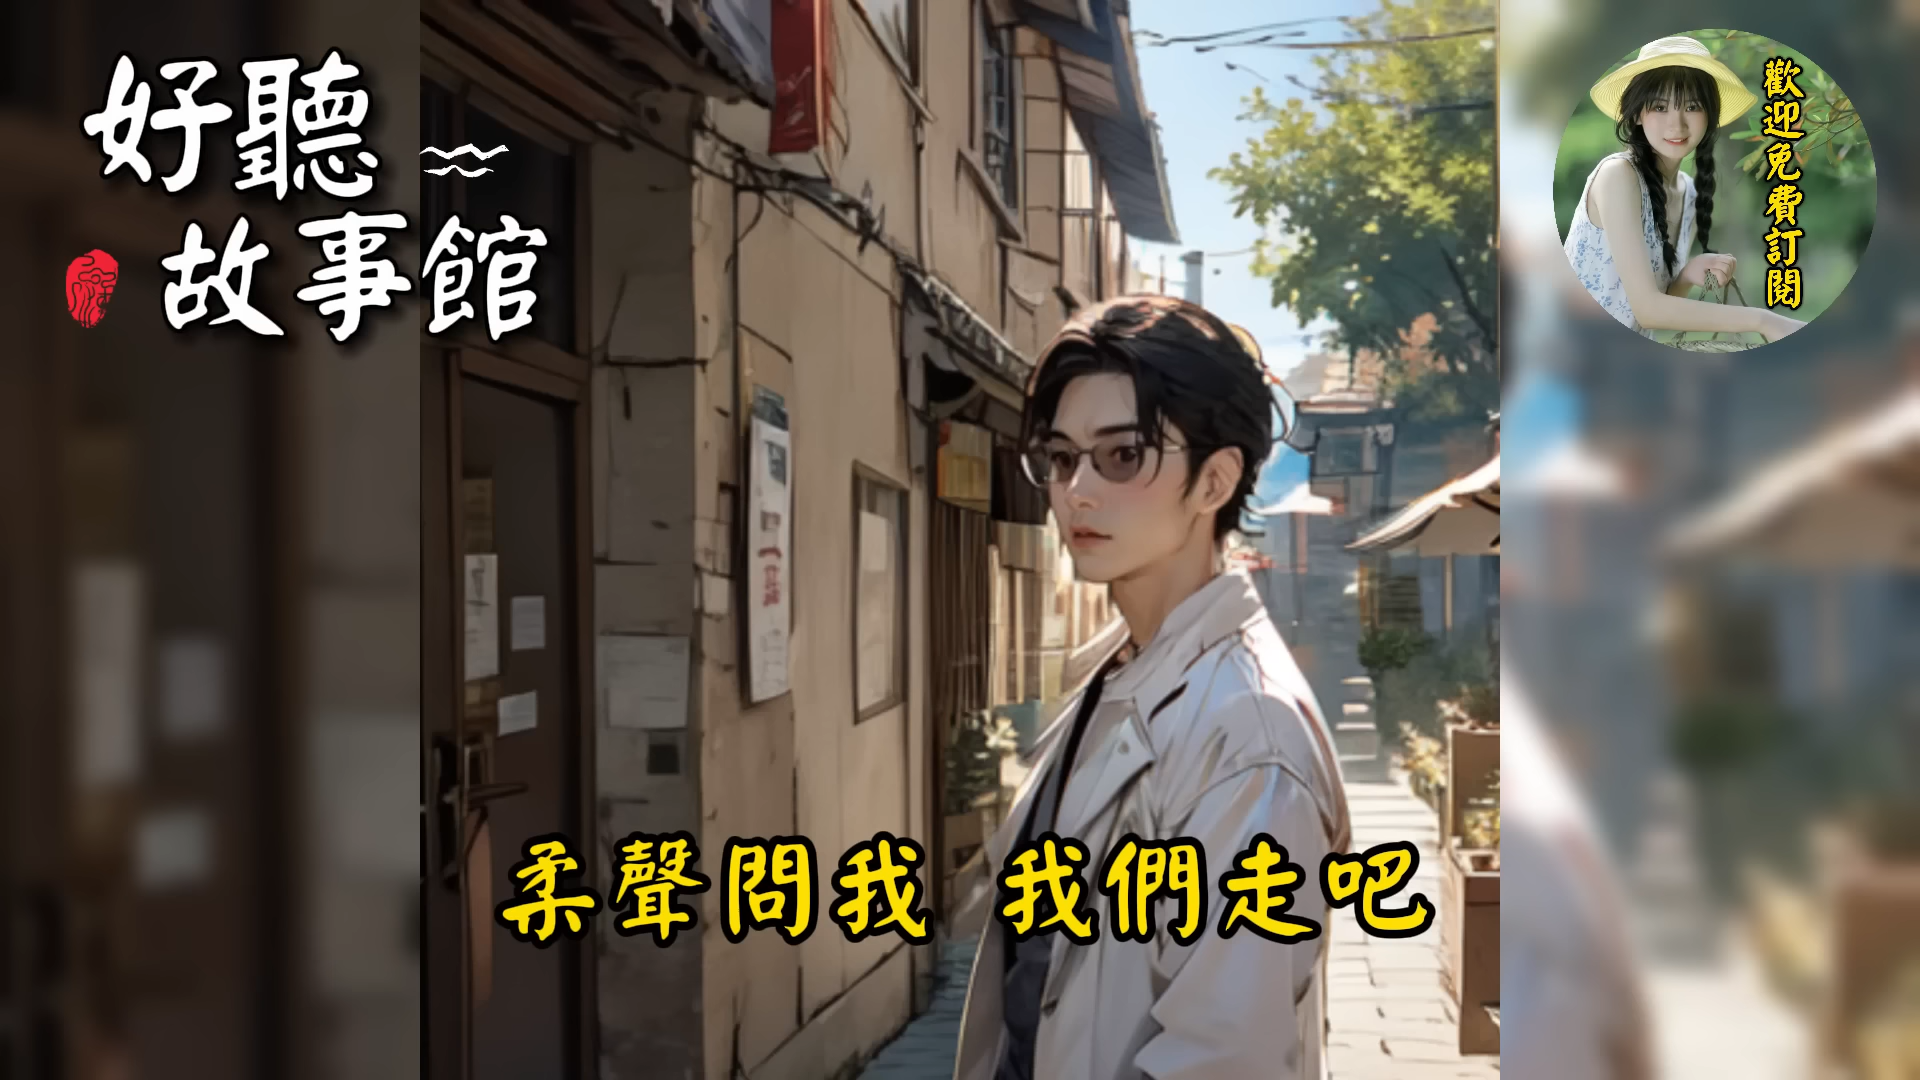 好聽
故事館
歡迎免費訂閱
柔聲問我 我們走吧